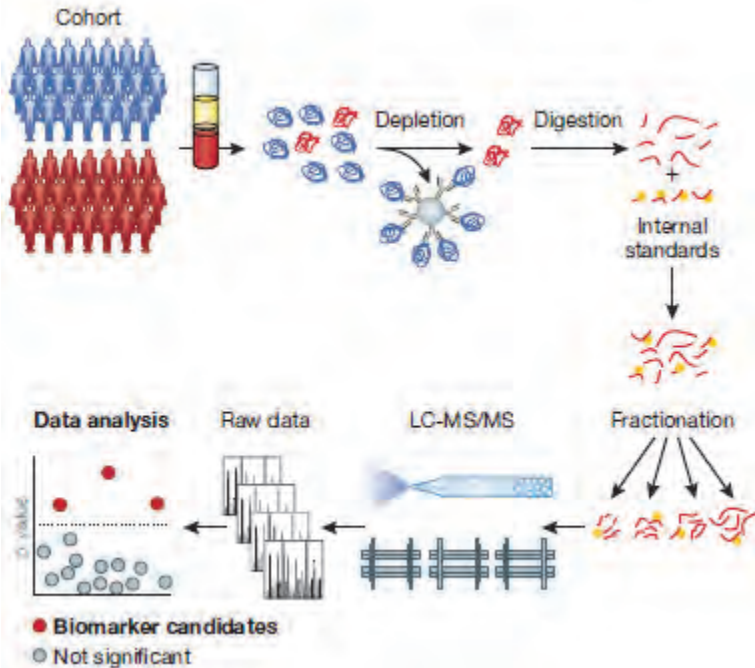 Cohort
Depletion
Digestion
+
Internal
standards
Fractionation
LC-MS/MS
Raw data
Data analysis
p value
Biomarker candidates
Not significant